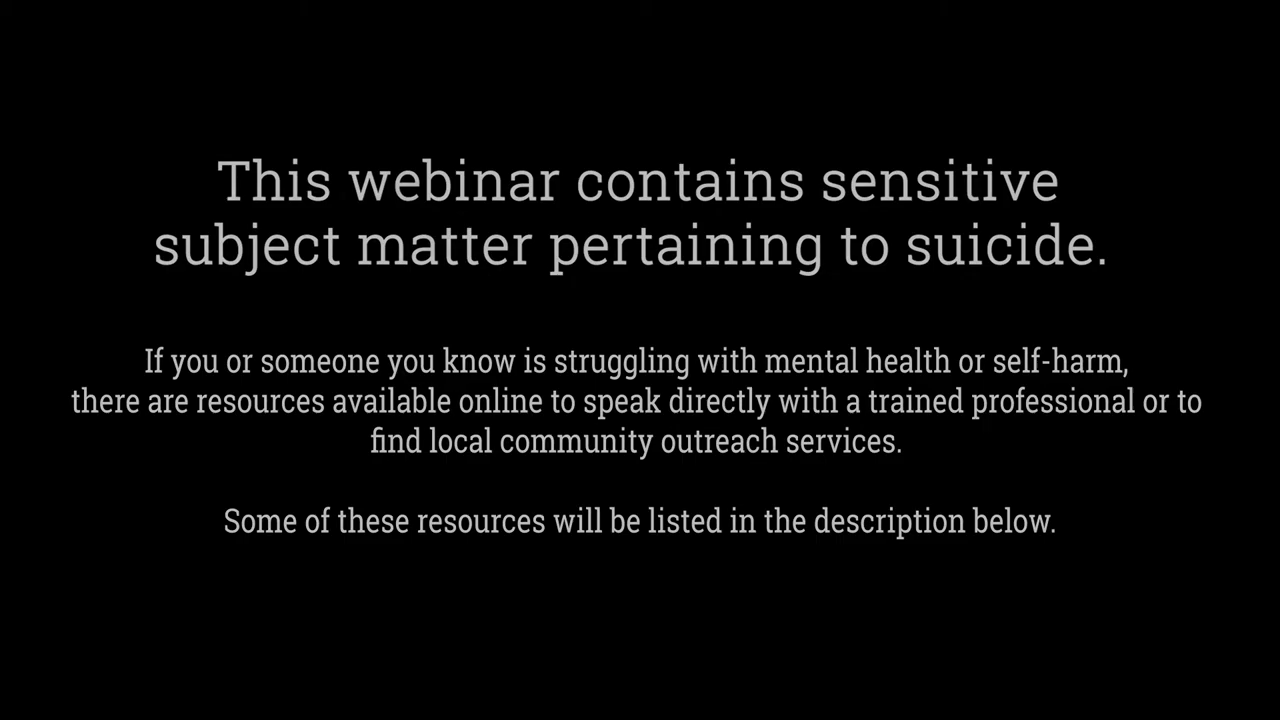 This webinar contains sensitive
subject matter pertaining to suicide.
If you or someone you know is struggling with mental health or self-harm,
there are resources available online to speak directly with a trained professional or to
find local community outreach services.
Some of these resources will be listed in the description below.